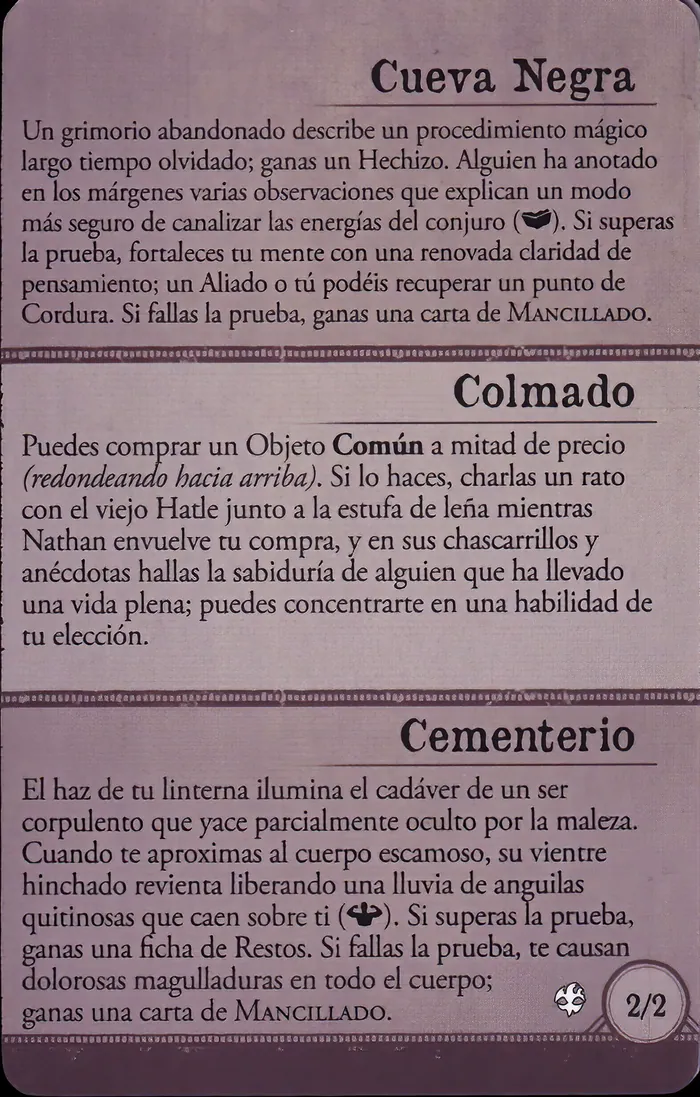 Cueva Negra
Un grimorio abandonado describe un procedimiento mágico
largo tiempo olvidado; ganas un Hechizo. Alguien ha anotado
en los márgenes varias observaciones que explican un modo
más seguro de canalizar las energías del conjuro (). Si superas
la prueba, fortaleces tu mente con una renovada claridad de
pensamiento; un Aliado o tú podéis recuperar un punto de
Cordura. Si fallas la prueba, ganas una carta de MANCILLADO.
Colmado
Puedes comprar un Objeto Común a mitad de precio
(redondeando hacia arriba). Si lo haces, charlas un rato
con el viejo Hatle junto a la estufa de leña mientras
Nathan envuelve tu compra, y en sus chascarrillos y
anécdotas hallas la sabiduría de alguien que ha llevado
una vida plena; puedes concentrarte en una habilidad de
tu elección.
Cementerio
El haz de tu linterna ilumina el cadáver de un ser
corpulento que yace parcialmente oculto por la maleza.
Cuando te aproximas al cuerpo escamoso, su vientre
hinchado revienta liberando una lluvia de anguilas
quitinosas que caen sobre ti (). Si superas la prueba,
ganas una ficha de Restos. Si fallas la prueba, te causan
dolorosas magulladuras en todo el cuerpo;
ganas una carta de MANCILLADO.
2/2